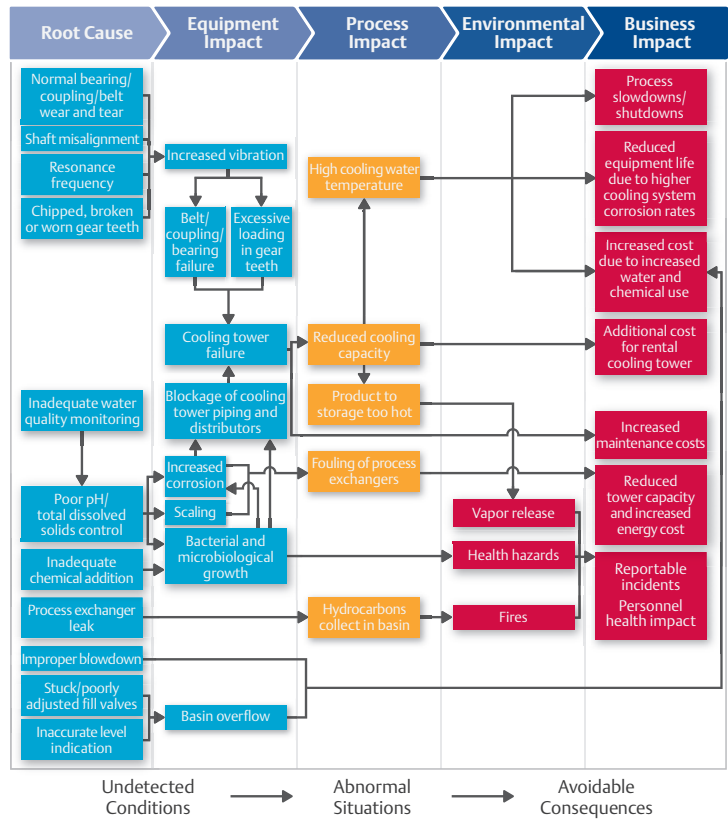 Root Cause
Equipment
Impact
Process
Impact
Environmental
Impact
Business
Impact
Normal bearing/
coupling/belt
wear and tear
Shaft misalignment
Resonance
frequency
Chipped, broken
or worn gear teeth
Inadequate water
quality monitoring
Poor pH/
total dissolved
solids control
Inadequate
chemical addition
Process exchanger
leak
Improper blowdown
Stuck/poorly
adjusted fill valves
Inaccurate level
indication
Increased vibration
Belt/
coupling/
bearing
failure
Excessive
loading
in gear
teeth
Cooling tower
failure
Blockage of cooling
tower piping and
distributors
Increased
corrosion
Scaling
Bacterial and
microbiological
growth
Basin overflow
High cooling water
temperature
Reduced cooling
capacity
Product to
storage too hot
Fouling of process
exchangers
Hydrocarbons
collect in basin
Vapor release
Health hazards
Fires
Process
slowdowns/
shutdowns
Reduced
equipment life
due to higher
cooling system
corrosion rates
Increased cost
due to increased
water and
chemical use
Additional cost
for rental
cooling tower
Increased
maintenance costs
Reduced
tower capacity
and increased
energy cost
Reportable
incidents
Personnel
health impact
Undetected
Conditions
Abnormal
Situations
Avoidable
Consequences